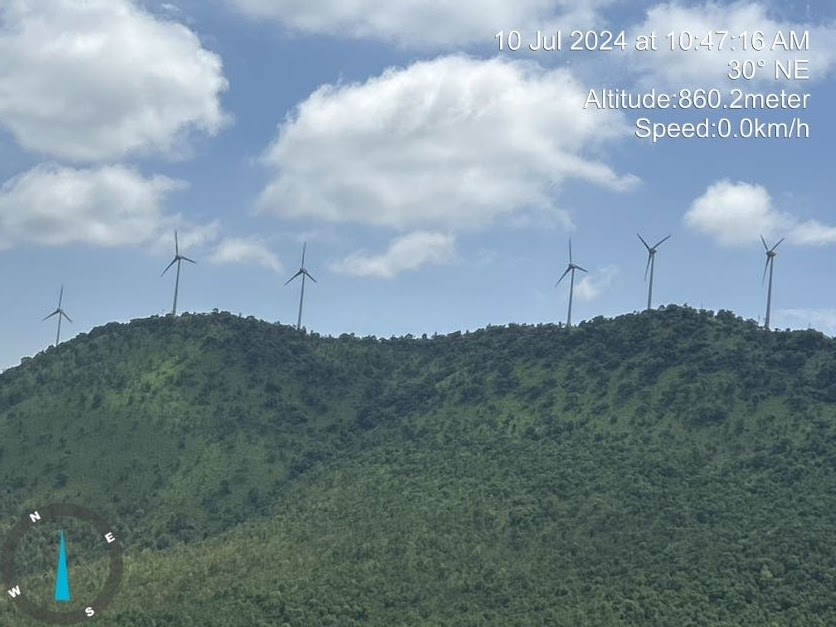 10 Jul 2024 at 10:47:16 AM
30° NE
Altitude:860.2meter
Speed:0.0km/h
N
E
W
S